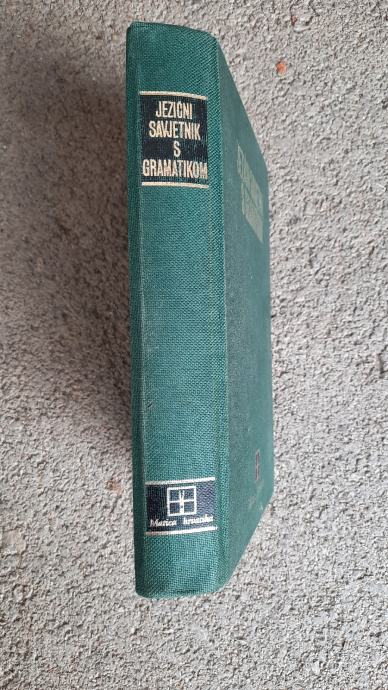 JEZIČNI
SAVJETNIK
S
GRAMATIKOM
Matica hrvatska